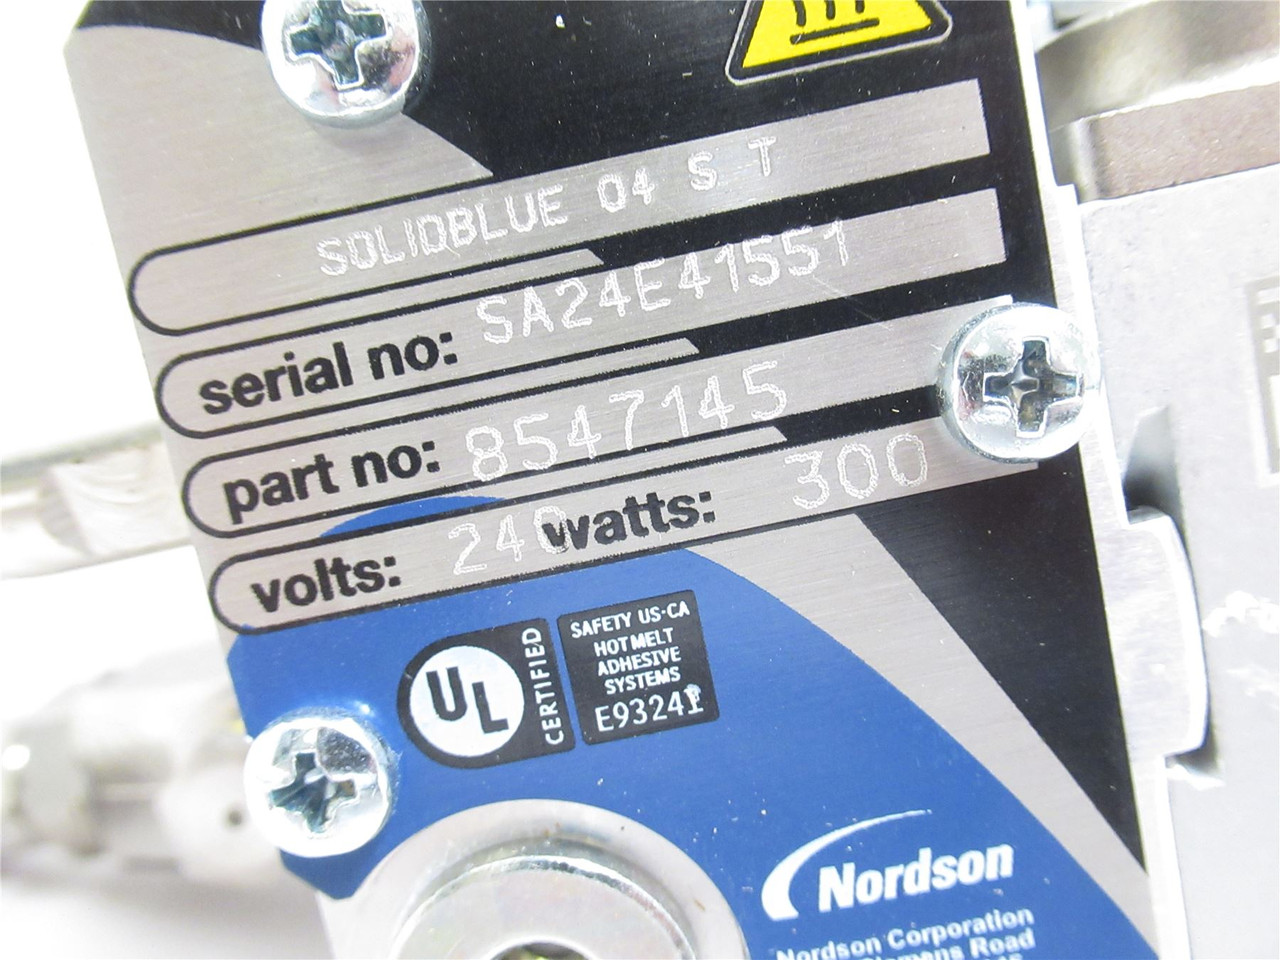 SOLIDBLUE 04 S T
serial no: SA24E41551
part no: 8547145
volts: 240 watts: 300
UL
CERTIFIED
SAFETY US-CA
HOT MELT
ADHESIVE
SYSTEMS
E93241
Nordson
Nordson Corporation
Road